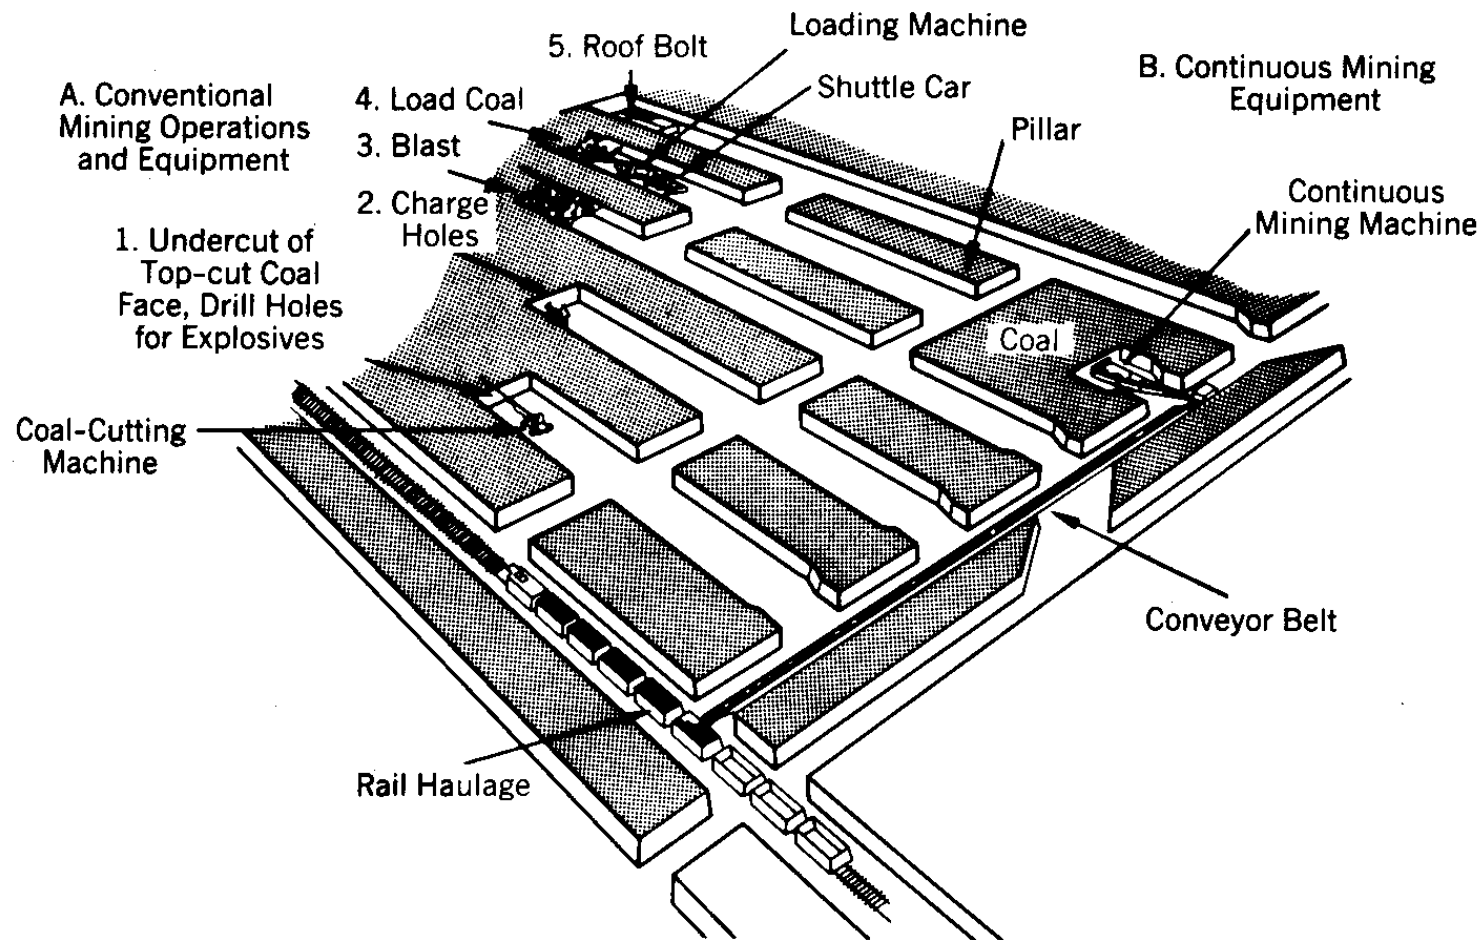 Loading Machine
5. Roof Bolt
B. Continuous Mining
Equipment
A. Conventional
Mining Operations
and Equipment
4. Load Coal
Shuttle Car
3. Blast
Pillar
2. Charge
Holes
Continuous
Mining Machine
1. Undercut of
Top-cut Coal
Face, Drill Holes
for Explosives
Coal
Coal-Cutting
Machine
Conveyor Belt
Rail Haulage